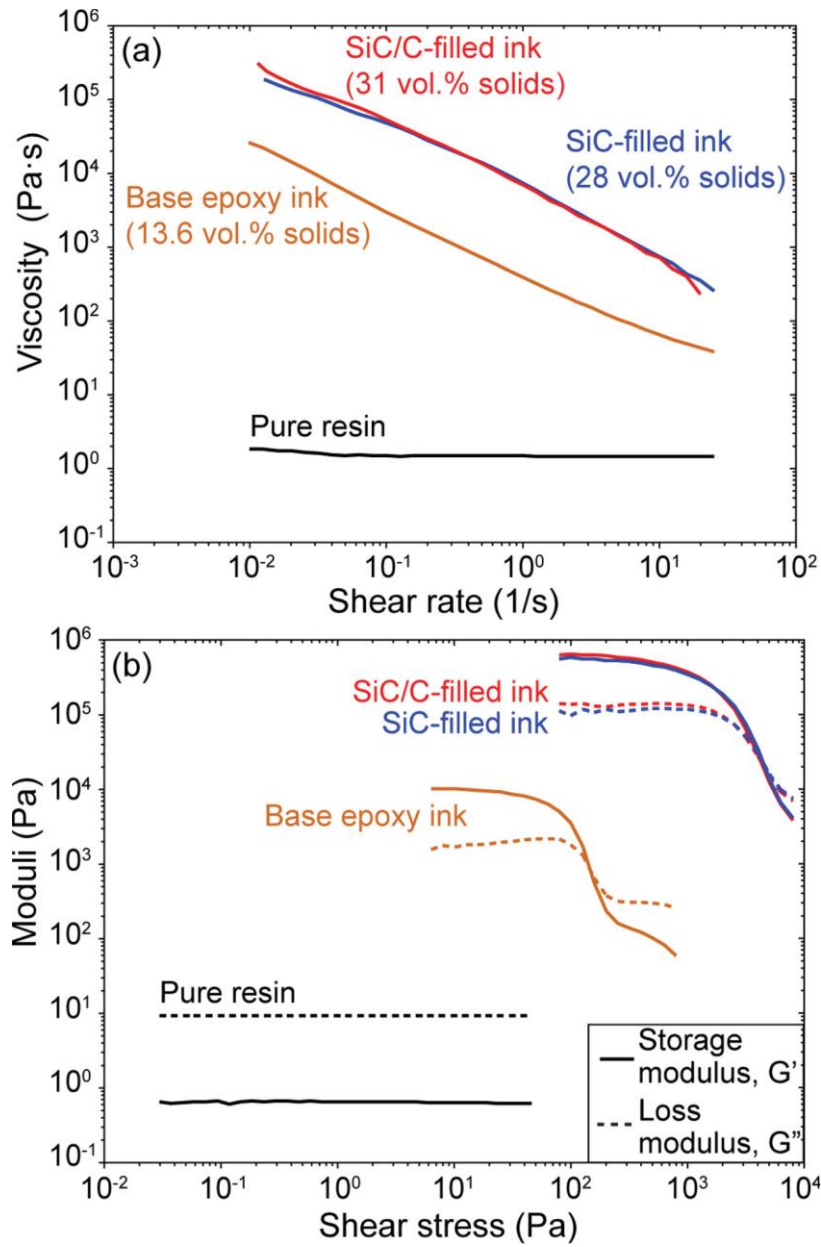 (a)
SiC/C-filled ink
(31 vol.% solids)
SiC-filled ink
(28 vol.% solids)
Base epoxy ink
(13.6 vol.% solids)
Pure resin
Viscosity (Pa·s)
10^6
10^5
10^4
10^3
10^2
10^1
10^0
10^-1
10^-3
10^-2
10^-1
10^0
10^1
10^2
Shear rate (1/s)
(b)
SiC/C-filled ink
SiC-filled ink
Base epoxy ink
Pure resin
Storage
modulus, G'
Loss
modulus, G"
Moduli (Pa)
10^6
10^5
10^4
10^3
10^2
10^1
10^0
10^-1
10^-2
10^-1
10^0
10^1
10^2
10^3
10^4
Shear stress (Pa)